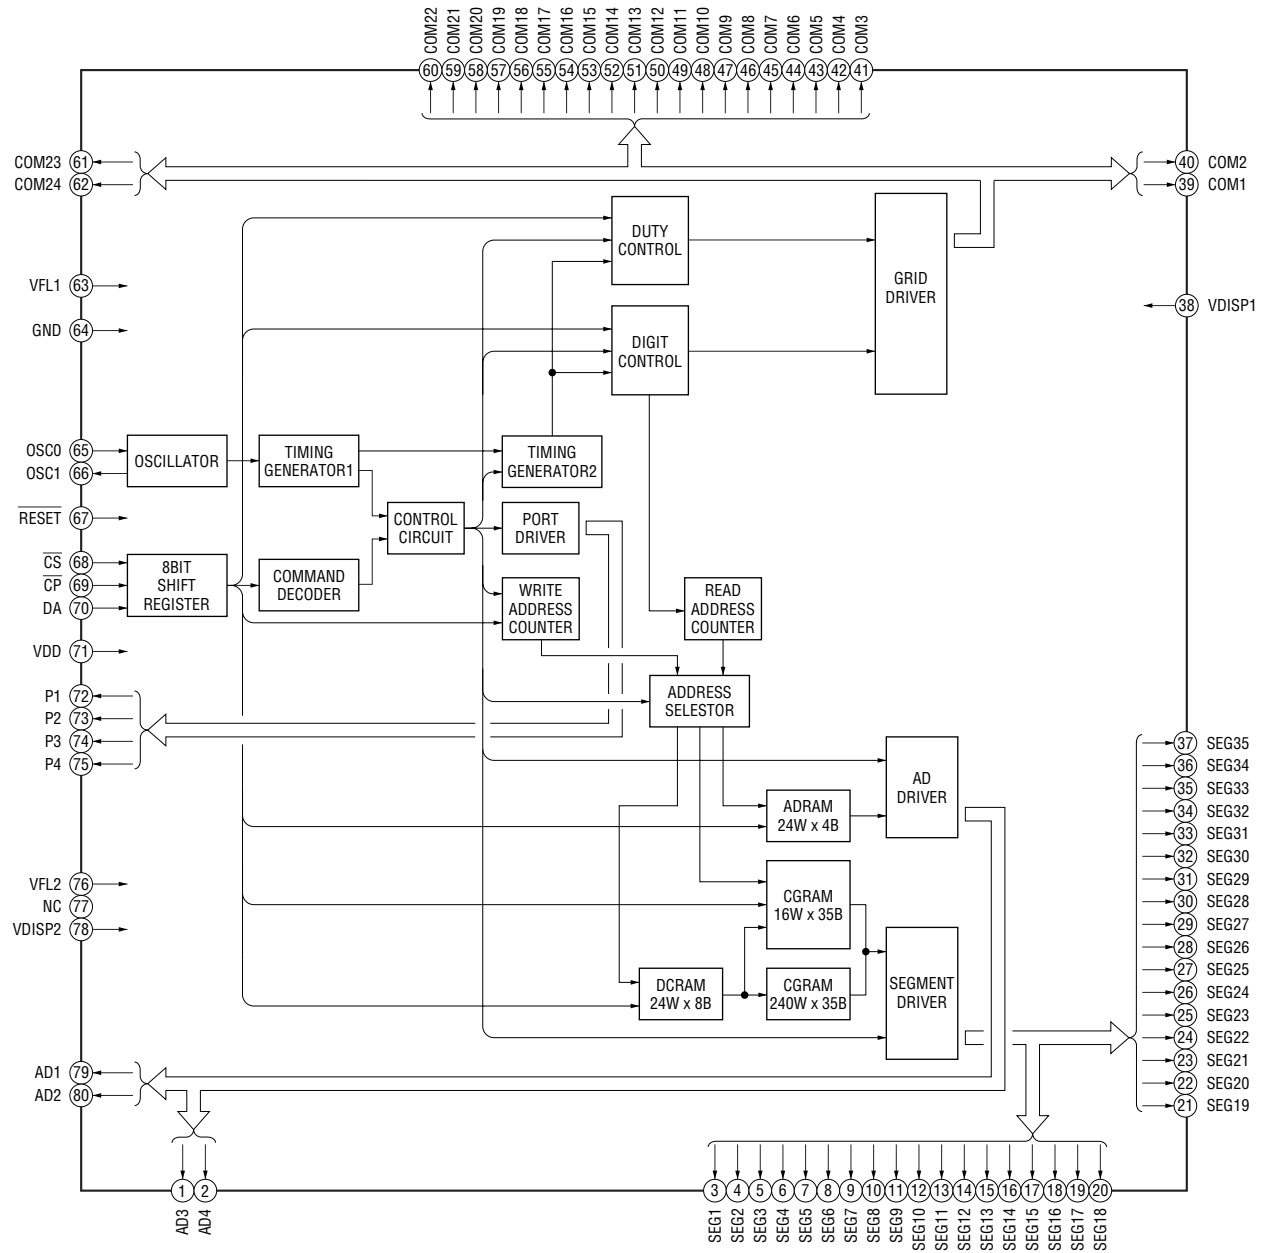 COM22
COM21
COM20
COM19
COM18
COM17
COM16
COM15
COM14
COM13
COM12
COM11
COM10
COM9
COM8
COM7
COM6
COM5
COM4
COM3
60 59 58 57 56 55 54 53 52 51 50 49 48 47 46 45 44 43 42 41
COM23 61
COM24 62
40 COM2
39 COM1
DUTY
CONTROL
GRID
DRIVER
VFL1 63
38 VDISP1
GND 64
DIGIT
CONTROL
OSC0 65
OSC1 66
OSCILLATOR
TIMING
GENERATOR1
TIMING
GENERATOR2
RESET 67
CONTROL
CIRCUIT
PORT
DRIVER
CS 68
CP 69
DA 70
8BIT
SHIFT
REGISTER
COMMAND
DECODER
WRITE
ADDRESS
COUNTER
READ
ADDRESS
COUNTER
VDD 71
P1 72
P2 73
P3 74
P4 75
ADDRESS
SELESTOR
AD
DRIVER
ADRAM
24W x 4B
VFL2 76
NC 77
VDISP2 78
CGRAM
16W x 35B
DCRAM
24W x 8B
CGRAM
240W x 35B
SEGMENT
DRIVER
37 SEG35
36 SEG34
35 SEG33
34 SEG32
33 SEG31
32 SEG30
31 SEG29
30 SEG28
29 SEG27
28 SEG26
27 SEG25
26 SEG24
25 SEG23
24 SEG22
23 SEG21
22 SEG20
21 SEG19
AD1 79
AD2 80
1 2
AD3
AD4
3 4 5 6 7 8 9 10 11 12 13 14 15 16 17 18 19 20
SEG1
SEG2
SEG3
SEG4
SEG5
SEG6
SEG7
SEG8
SEG9
SEG10
SEG11
SEG12
SEG13
SEG14
SEG15
SEG16
SEG17
SEG18